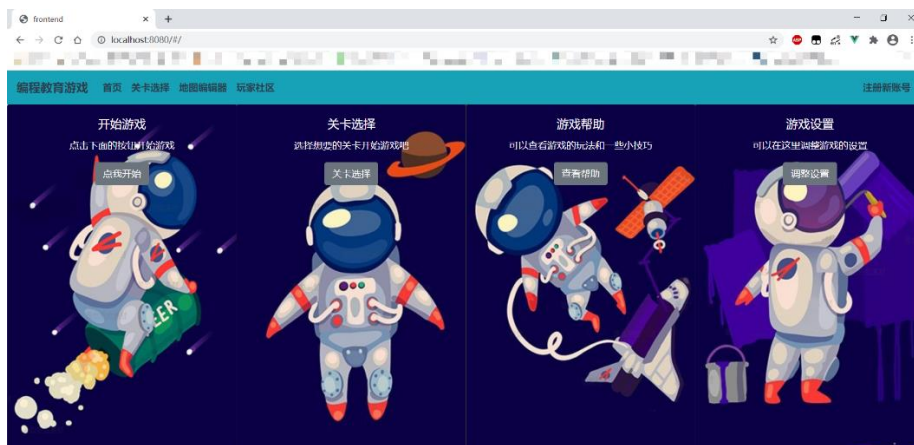 frontend
localhost:8080/#/
编程教育游戏 首页 关卡选择 地图编辑器 玩家社区 注册新账号
开始游戏
点击下面的按钮开始游戏
点我开始
关卡选择
选择想要的关卡开始游戏吧
关卡选择
游戏帮助
可以查看游戏的玩法和一些小技巧
查看帮助
游戏设置
可以在这里调整游戏的设置
调整设置
EER